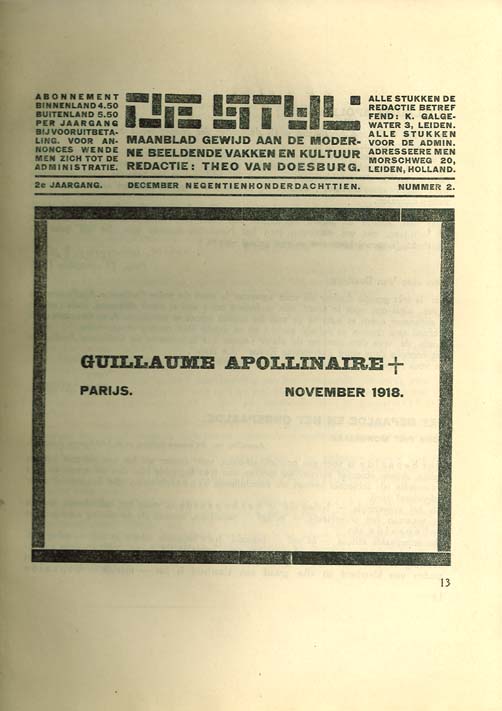 ABONNEMENT
BINNENLAND 4.50
BUITENLAND 5.50
PER JAARGANG
BIJ VOORUITBETA-
LING. VOOR AN-
NONCES WENDE
MEN ZICH TOT DE
ADMINISTRATIE.
DE STIJL
MAANBLAD GEWIJD AAN DE MODER-
NE BEELDENDE VAKKEN EN KULTUUR
REDACTIE: THEO VAN DOESBURG.
ALLE STUKKEN DE
REDACTIE BETREF
FEND: K. GALGE-
WATER 3, LEIDEN.
ALLE STUKKEN
VOOR DE ADMIN.
ADRESSEERE MEN
MORSCHWEG 20,
LEIDEN, HOLLAND.
2e JAARGANG. DECEMBER NEGENTIENHONDERDACHTTIEN. NUMMER 2.
GUILLAUME APOLLINAIRE +
PARIJS. NOVEMBER 1918.
13